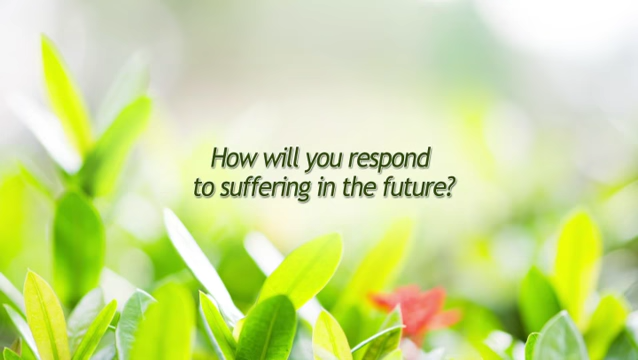 How will you respond
to suffering in the future?